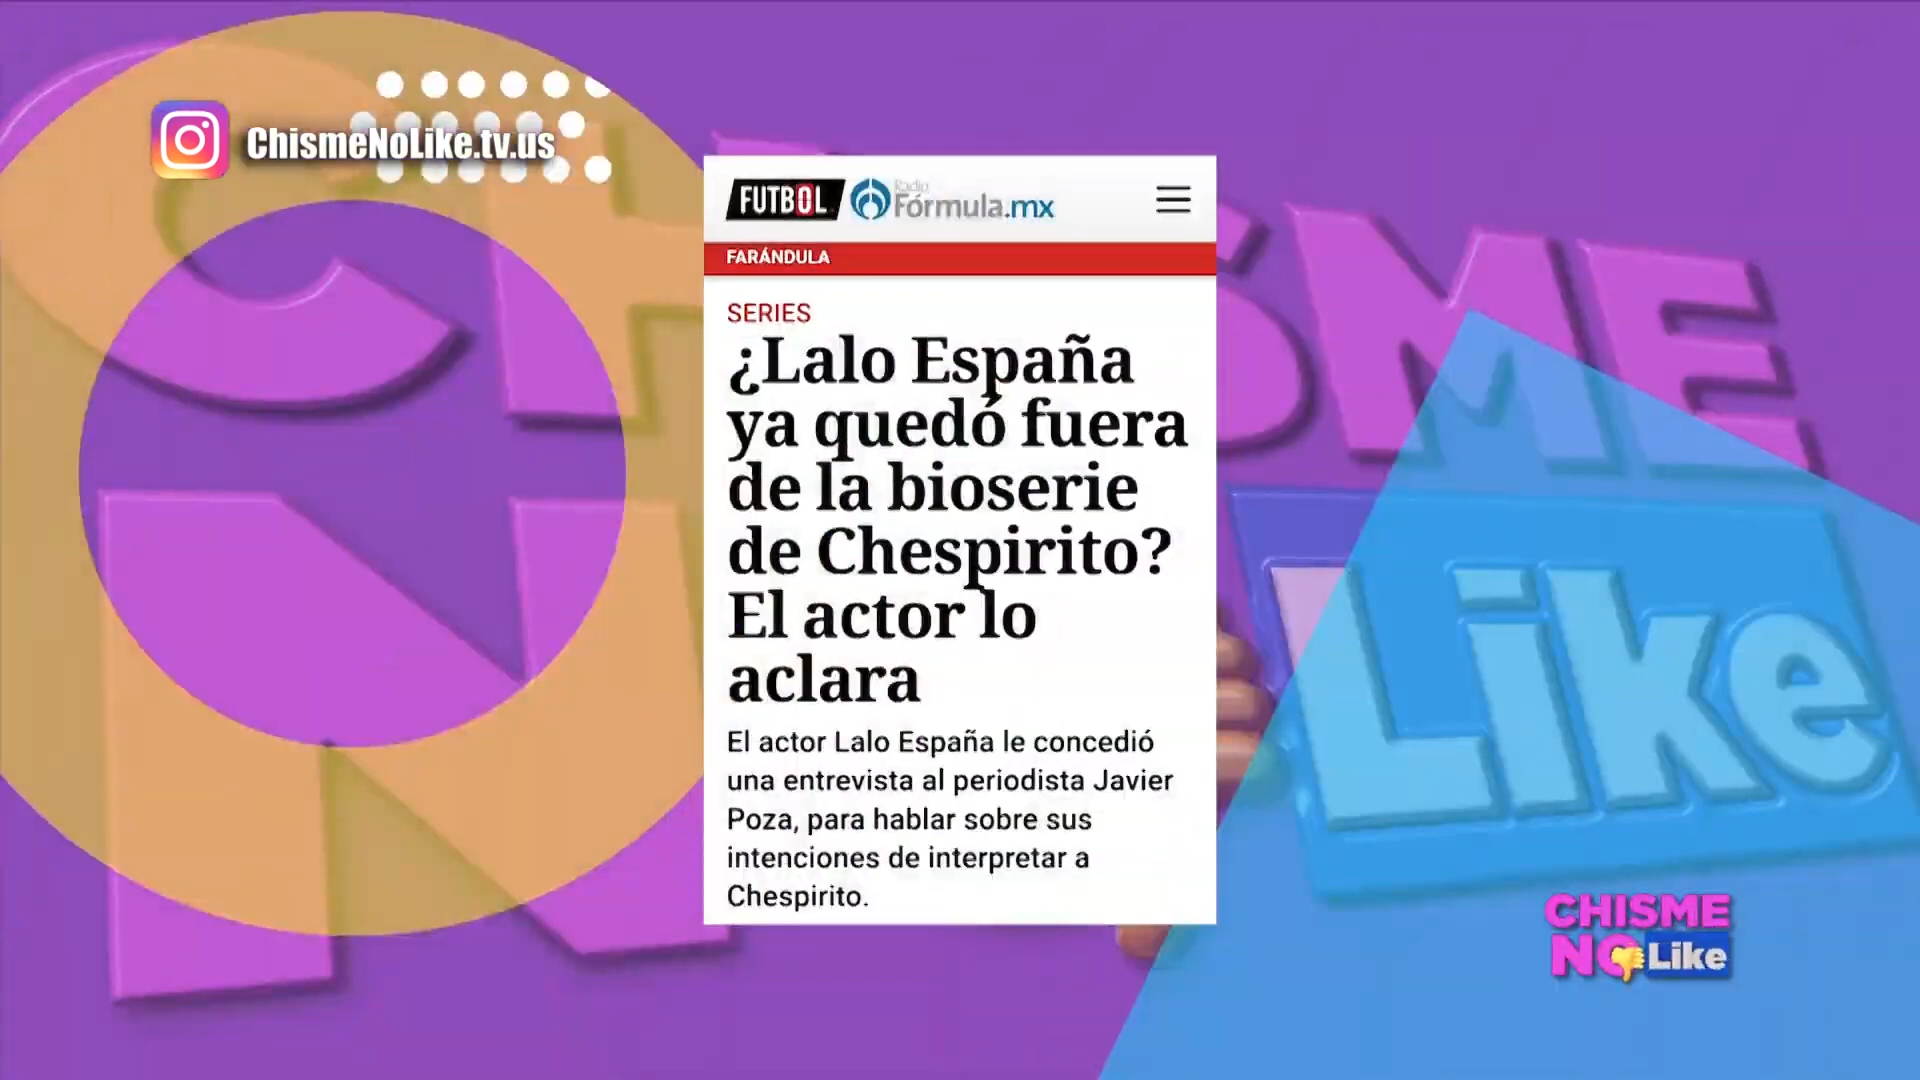 ChismeNoLike.tv.us
FUTBOL
Radio
Fórmula.mx
FARÁNDULA
SERIES
¿Lalo España
ya quedó fuera
de la bioserie
de Chespirito?
El actor lo
aclara
El actor Lalo España le concedió
una entrevista al periodista Javier
Poza, para hablar sobre sus
intenciones de interpretar a
Chespirito.
Like
CHISME
NO Like